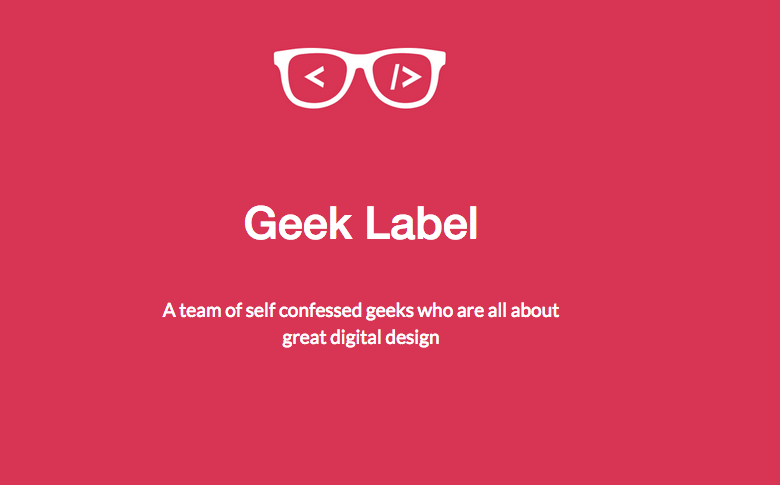 < />
Geek Label
A team of self confessed geeks who are all about
great digital design